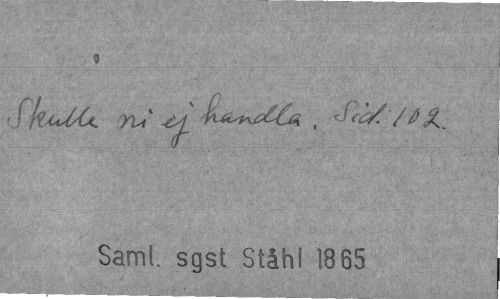 Skulle ni ej handla. Sid. 102.
Saml. sgst Ståhl 1865